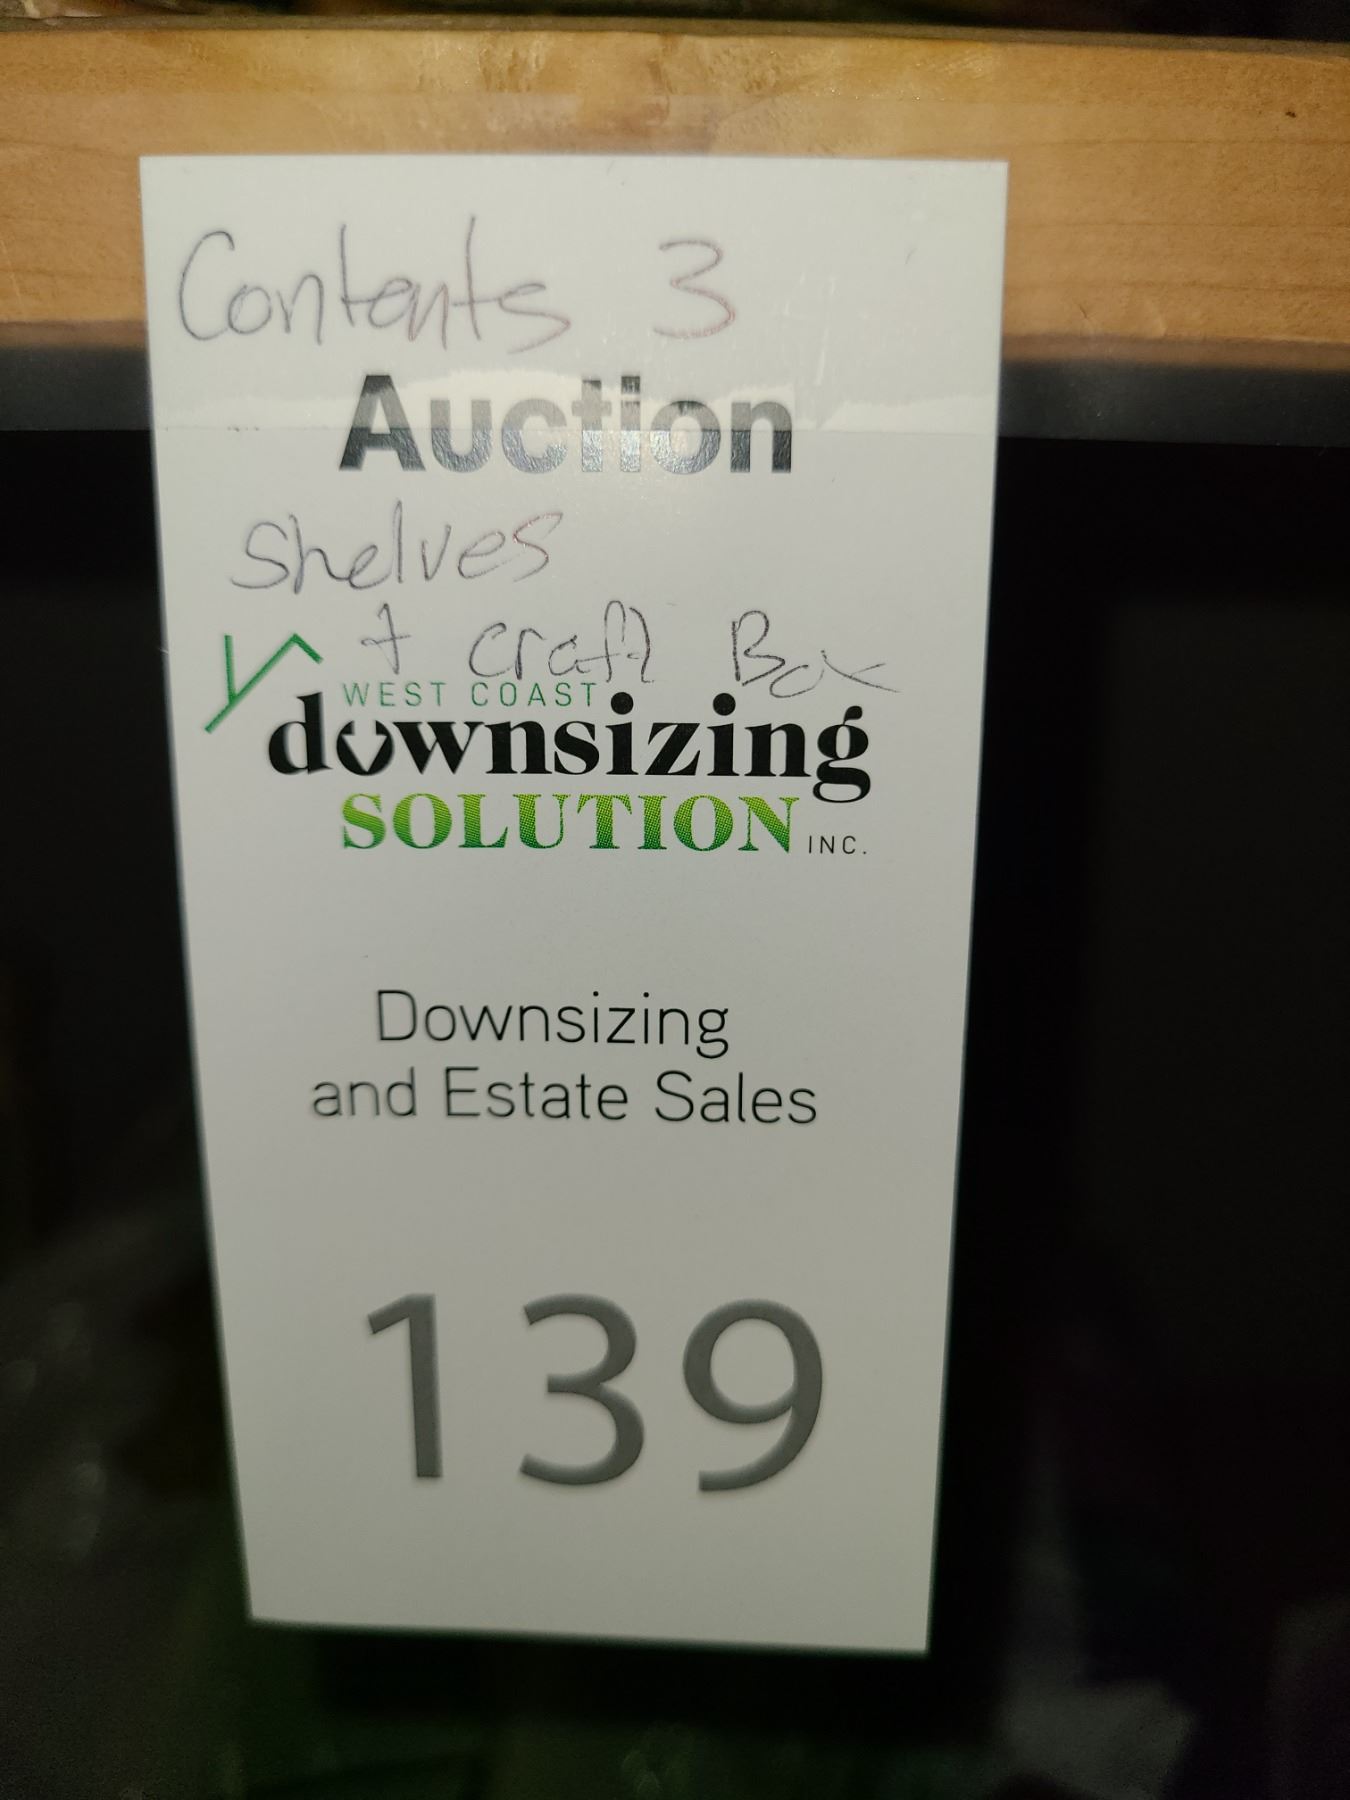 Contents 3
Auction
shelves
+ craft Box
WEST COAST
downsizing
SOLUTION INC.
Downsizing
and Estate Sales
139